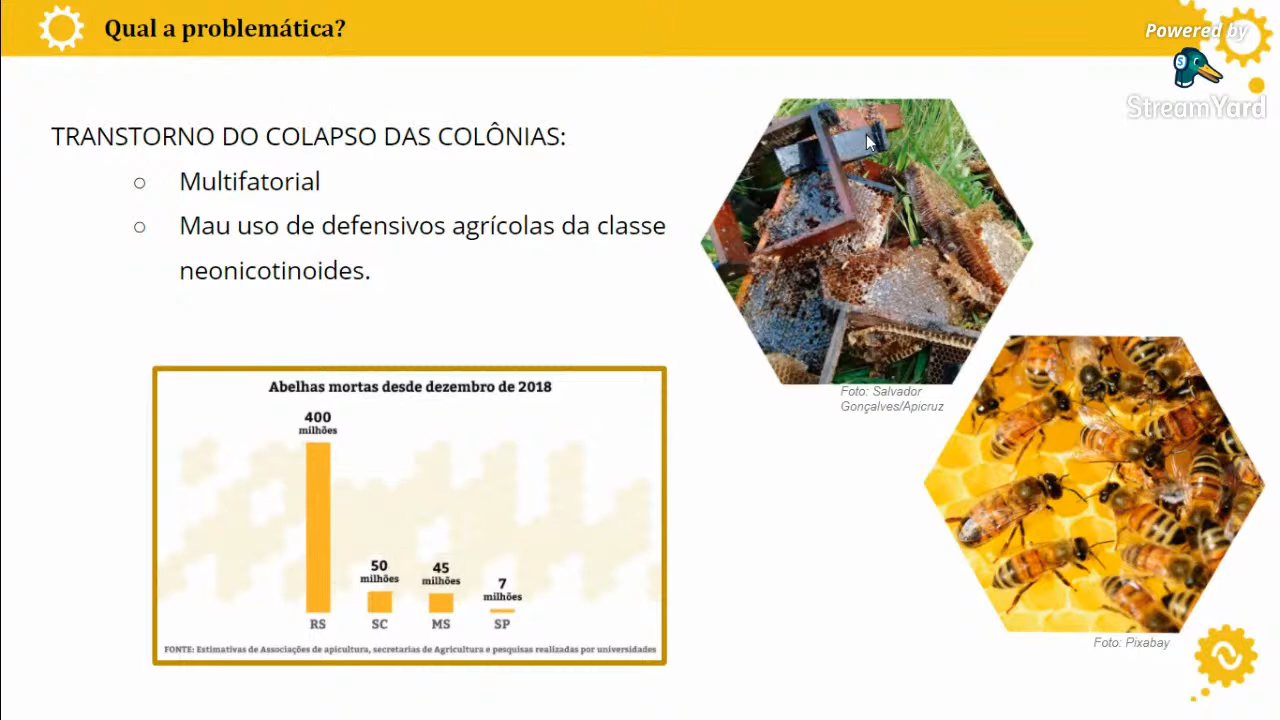 Qual a problemática?
Powered by
StreamYard
TRANSTORNO DO COLAPSO DAS COLÔNIAS:
○ Multifatorial
○ Mau uso de defensivos agrícolas da classe
neonicotinoides.
Foto: Salvador
Gonçalves/Apicruz
Abelhas mortas desde dezembro de 2018
400
milhões
50
milhões
45
milhões
7
milhões
RS SC MS SP
FONTE: Estimativas de Associações de apicultura, secretarias de Agricultura e pesquisas realizadas por universidades
Foto: Pixabay